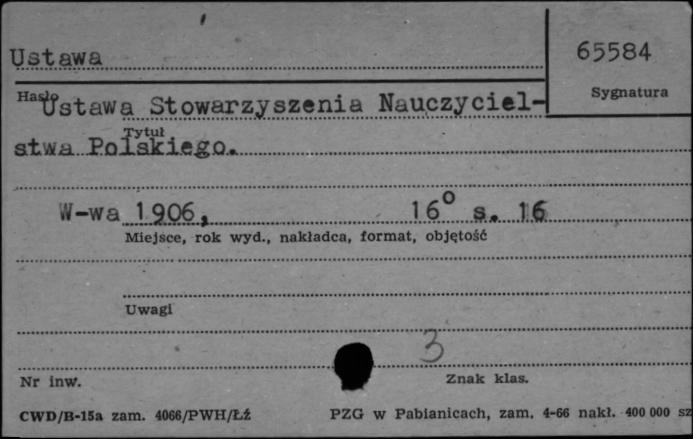 Ustawa
65584
Hasło
Sygnatura
Ustawa Stowarzyszenia Nauczyciel-
Tytuł
stwa Polskiego.
W-wa 1906, 16° s. 16
Miejsce, rok wyd., nakładca, format, objętość
Uwagi
3
Nr inw.
Znak klas.
CWD/B-15a zam. 4066/PWH/Łź PZG w Pabianicach, zam. 4-66 nakł. 400 000 sz